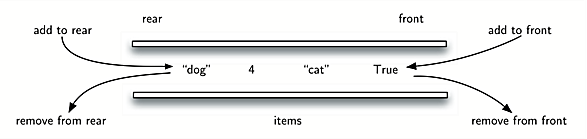 rear front
add to rear add to front
“dog” 4 “cat” True
remove from rear items remove from front